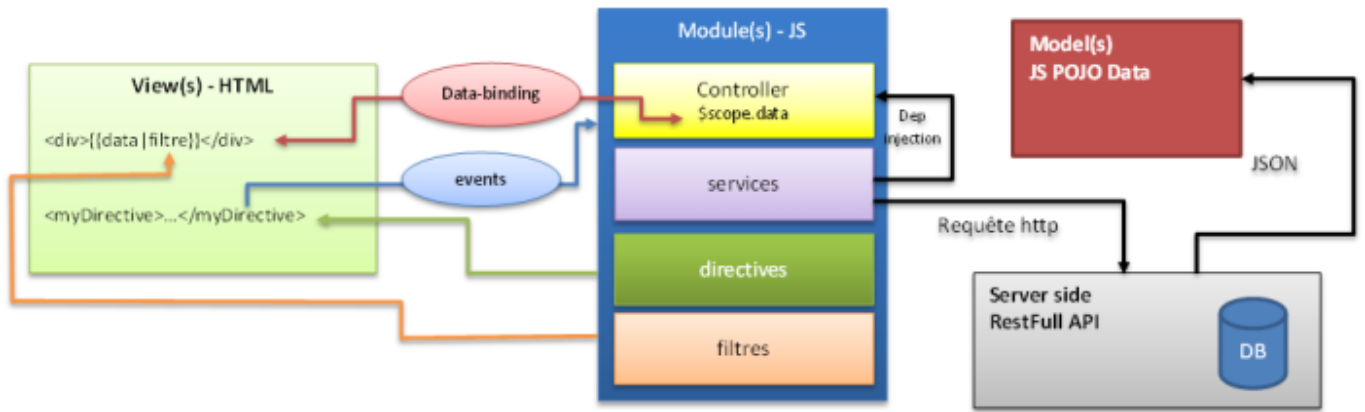 View(s) - HTML
<div>{{data|filtre}}</div>
<myDirective>...</myDirective>
Data-binding
events
Module(s) - JS
Controller
$scope.data
services
directives
filtres
Dep
injection
Requête http
Model(s)
JS POJO Data
JSON
Server side
RestFull API
DB